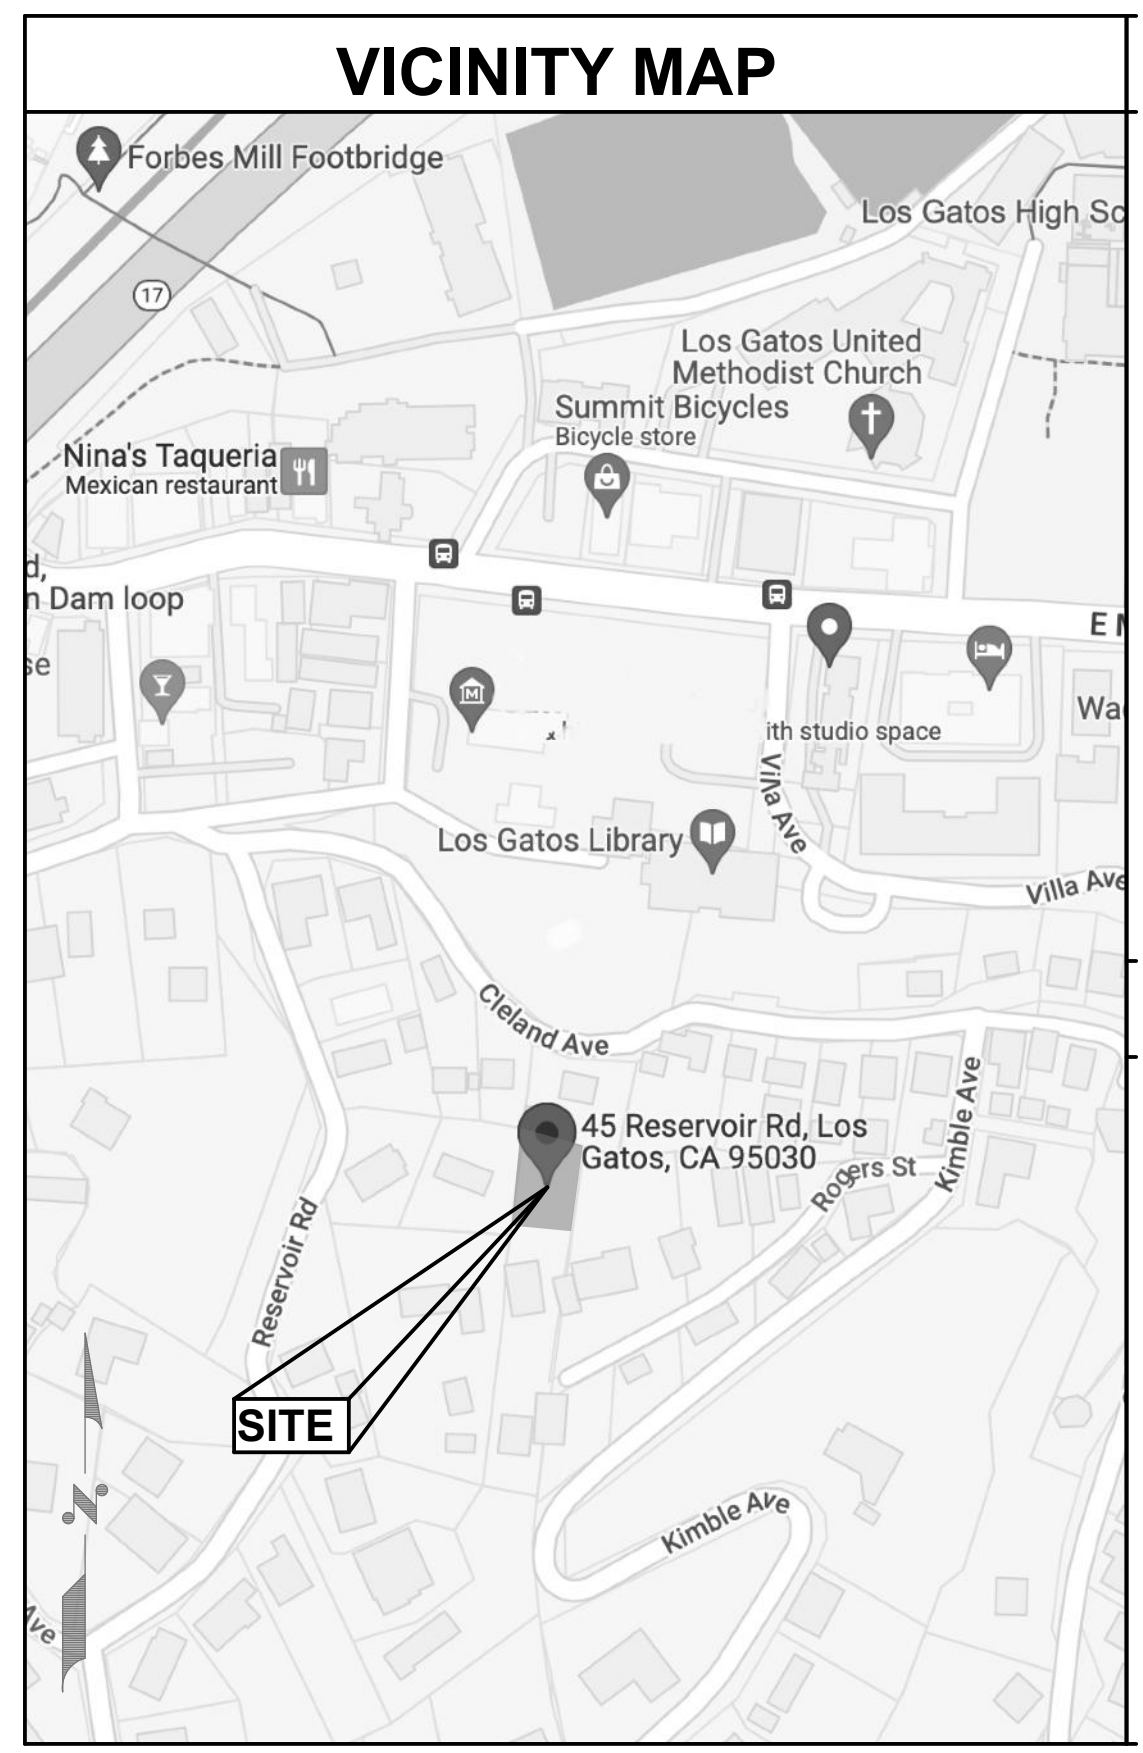 VICINITY MAP
Forbes Mill Footbridge
Los Gatos High Sc
17
Los Gatos United
Methodist Church
Summit Bicycles
Bicycle store
Nina's Taqueria
Mexican restaurant
d,
n Dam loop
E M
se
Wa
ith studio space
Villa Ave
Los Gatos Library
Villa Ave
Cleland Ave
45 Reservoir Rd, Los
Gatos, CA 95030
Kimble Ave
Rogers St
Reservoir Rd
SITE
N
Kimble Ave
Ave